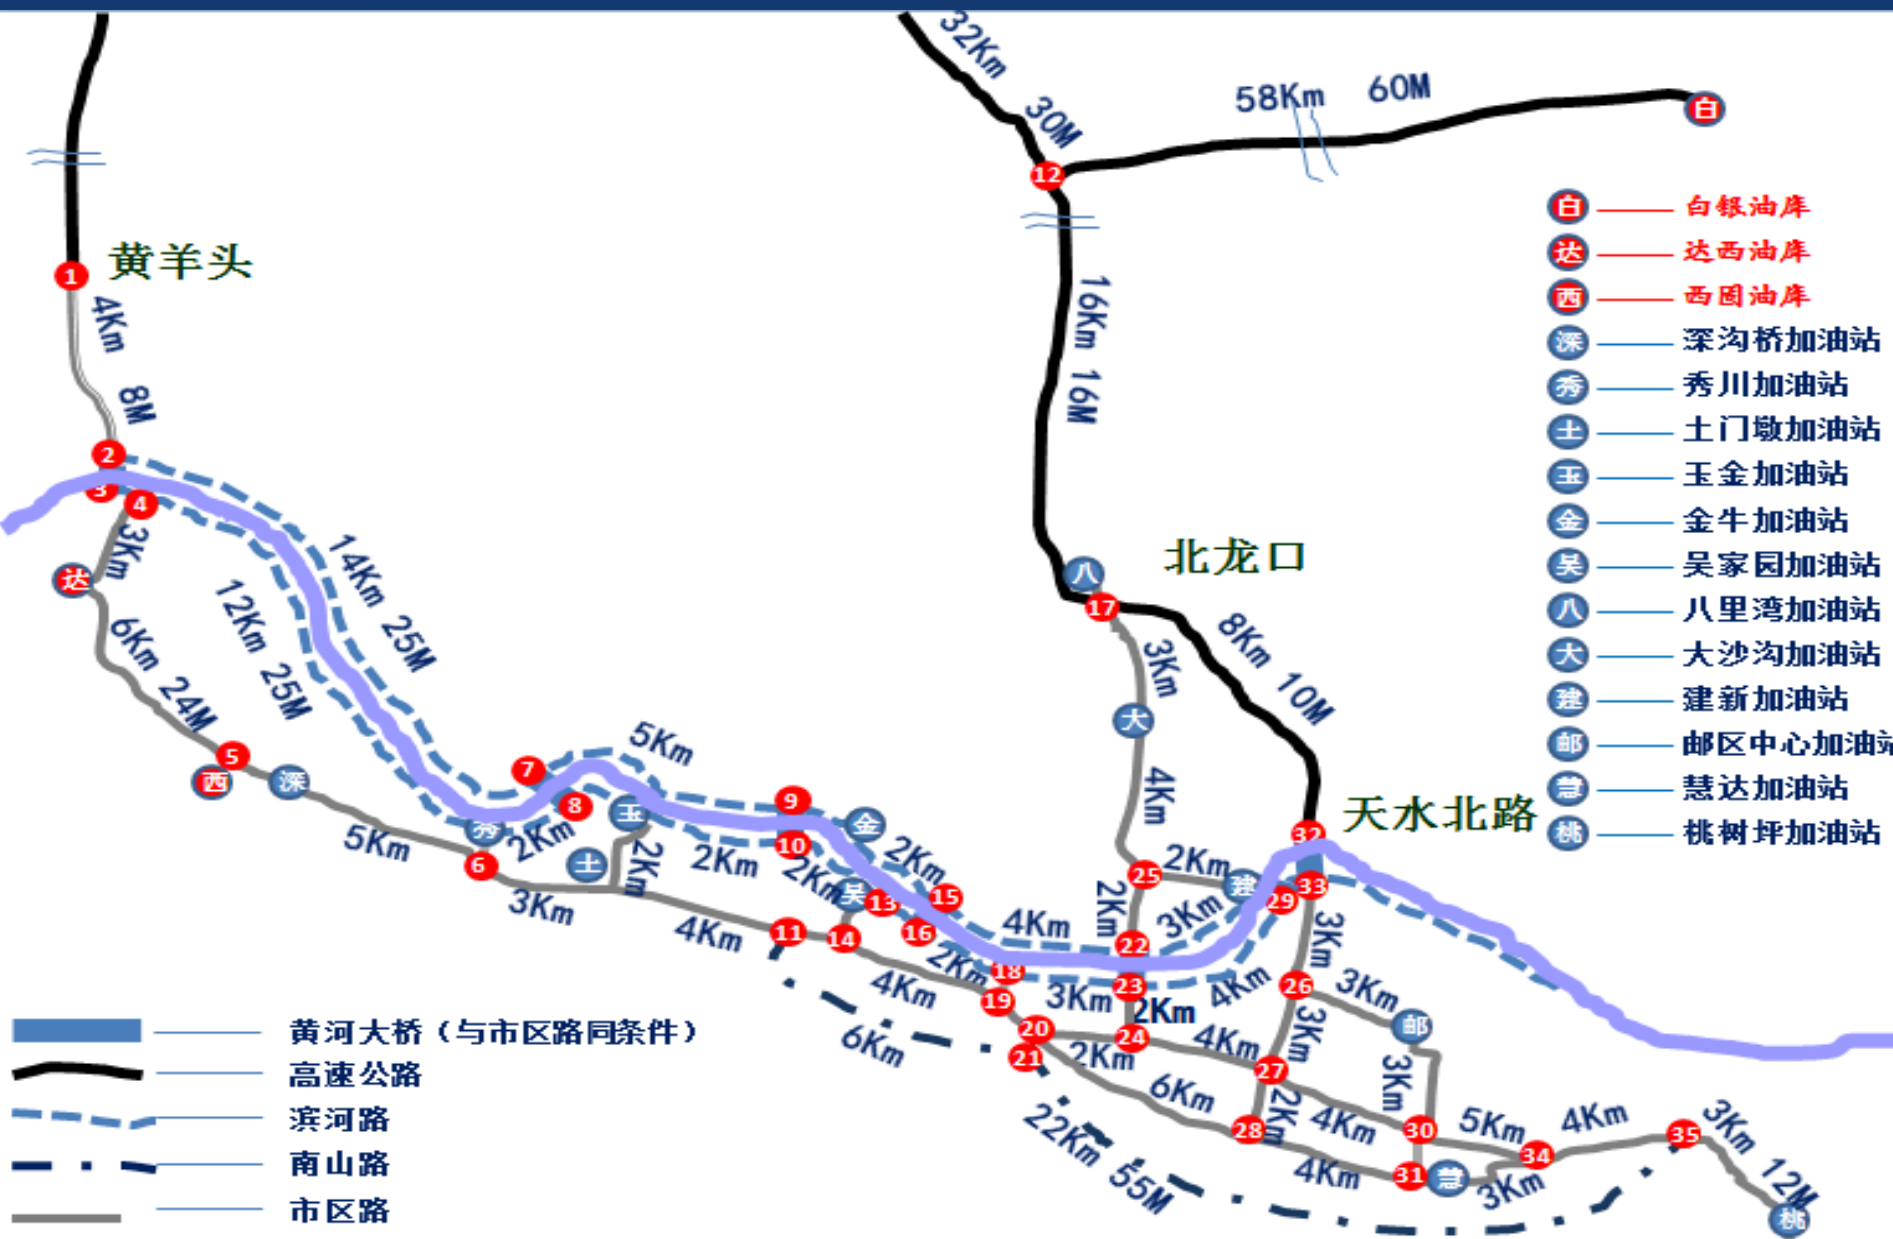 32Km
30M
58Km 60M
白
12
16Km 16M
黄羊头
1
4Km 8M
2
3
4
3Km
达
6Km 24M
12Km 25M
14Km 25M
5
西
深
5Km
秀
6
7
8
2Km
玉
土
2Km
3Km
5Km
2Km
9
10
金
2Km
2Km
吴
13
15
16
4Km
11
14
4Km
2Km
18
19
6Km
八
17
北龙口
3Km
大
4Km
8Km 10M
天水北路
32
25
2Km
建
33
29
2Km
3Km
4Km
22
23
3Km
2Km
4Km
20
21
24
2Km
4Km
3Km
26
3Km
邮
3Km
27
3Km
6Km
28
2Km
4Km
30
5Km
4Km
31
慧
3Km
34
4Km
35
3Km 12M
桃
22Km 55M
白 白银油库
达 达西油库
西 西固油库
深 深沟桥加油站
秀 秀川加油站
土 土门墩加油站
玉 玉金加油站
金 金牛加油站
吴 吴家园加油站
八 八里湾加油站
大 大沙沟加油站
建 建新加油站
邮 邮区中心加油站
慧 慧达加油站
桃 桃树坪加油站
黄河大桥（与市区路同条件）
高速公路
滨河路
南山路
市区路